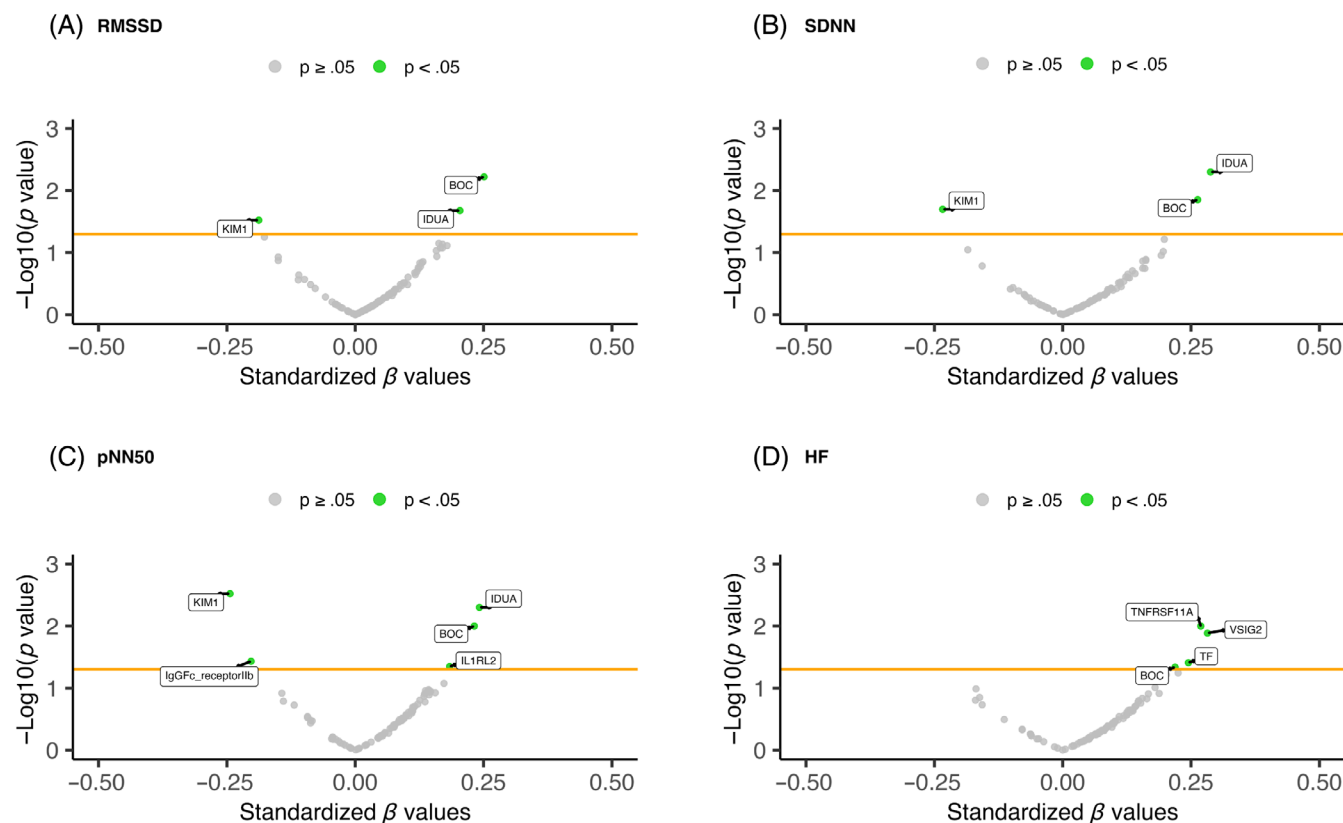 (A) RMSSD
p ≥ .05 p < .05
−Log10(p value)
3
2
1
0
BOC
IDUA
KIM1
−0.50 −0.25 0.00 0.25 0.50
Standardized β values
(B) SDNN
p ≥ .05 p < .05
−Log10(p value)
3
2
1
0
IDUA
KIM1
BOC
−0.50 −0.25 0.00 0.25 0.50
Standardized β values
(C) pNN50
p ≥ .05 p < .05
−Log10(p value)
3
2
1
0
KIM1
IDUA
BOC
IL1RL2
IgGFc_receptorIIb
−0.50 −0.25 0.00 0.25 0.50
Standardized β values
(D) HF
p ≥ .05 p < .05
−Log10(p value)
3
2
1
0
TNFRSF11A
VSIG2
TF
BOC
−0.50 −0.25 0.00 0.25 0.50
Standardized β values